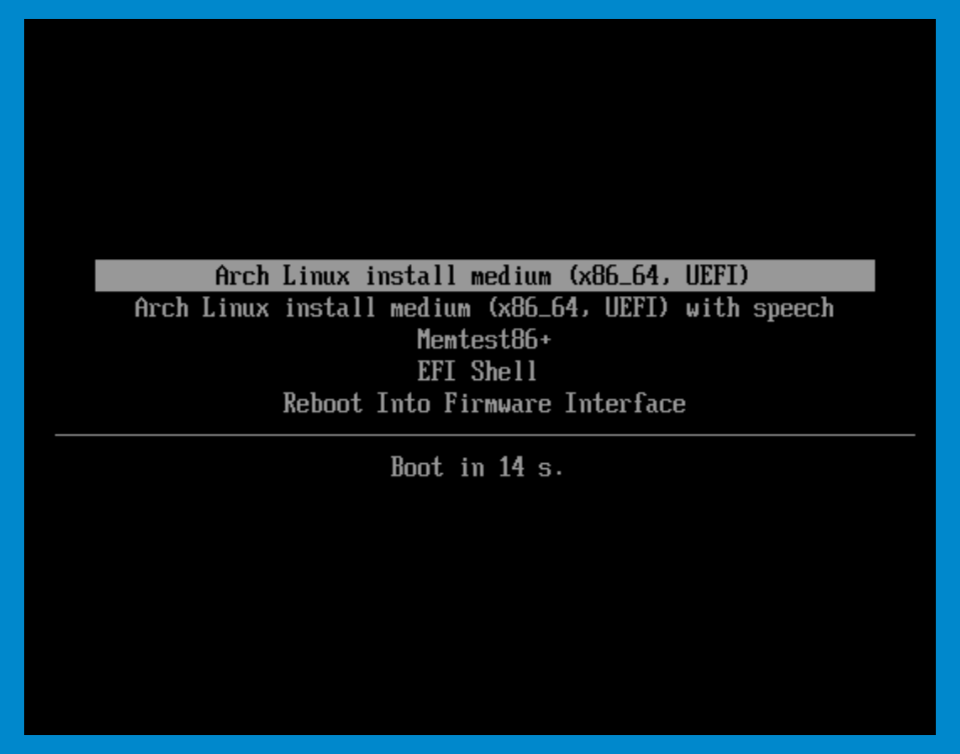 Arch Linux install medium (x86_64, UEFI)
Arch Linux install medium (x86_64, UEFI) with speech
Memtest86+
EFI Shell
Reboot Into Firmware Interface
Boot in 14 s.